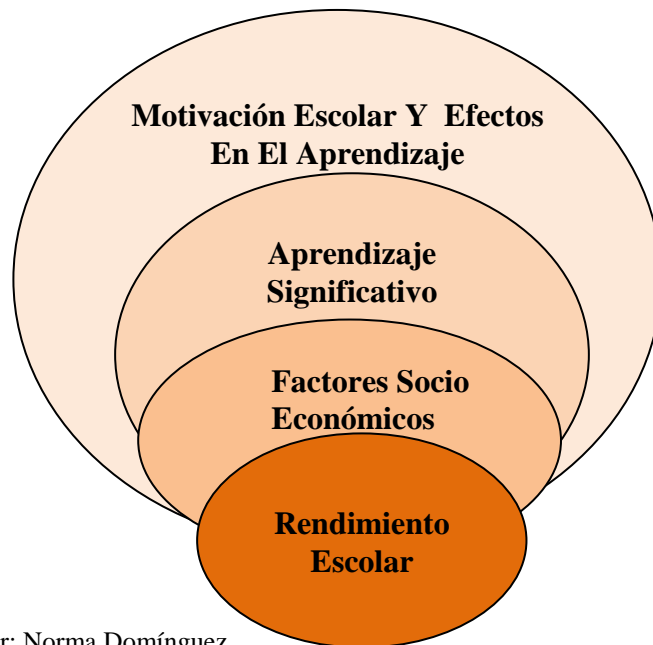 Motivación Escolar Y Efectos
En El Aprendizaje
Aprendizaje
Significativo
Factores Socio
Económicos
Rendimiento
Escolar
r: Norma Domínguez